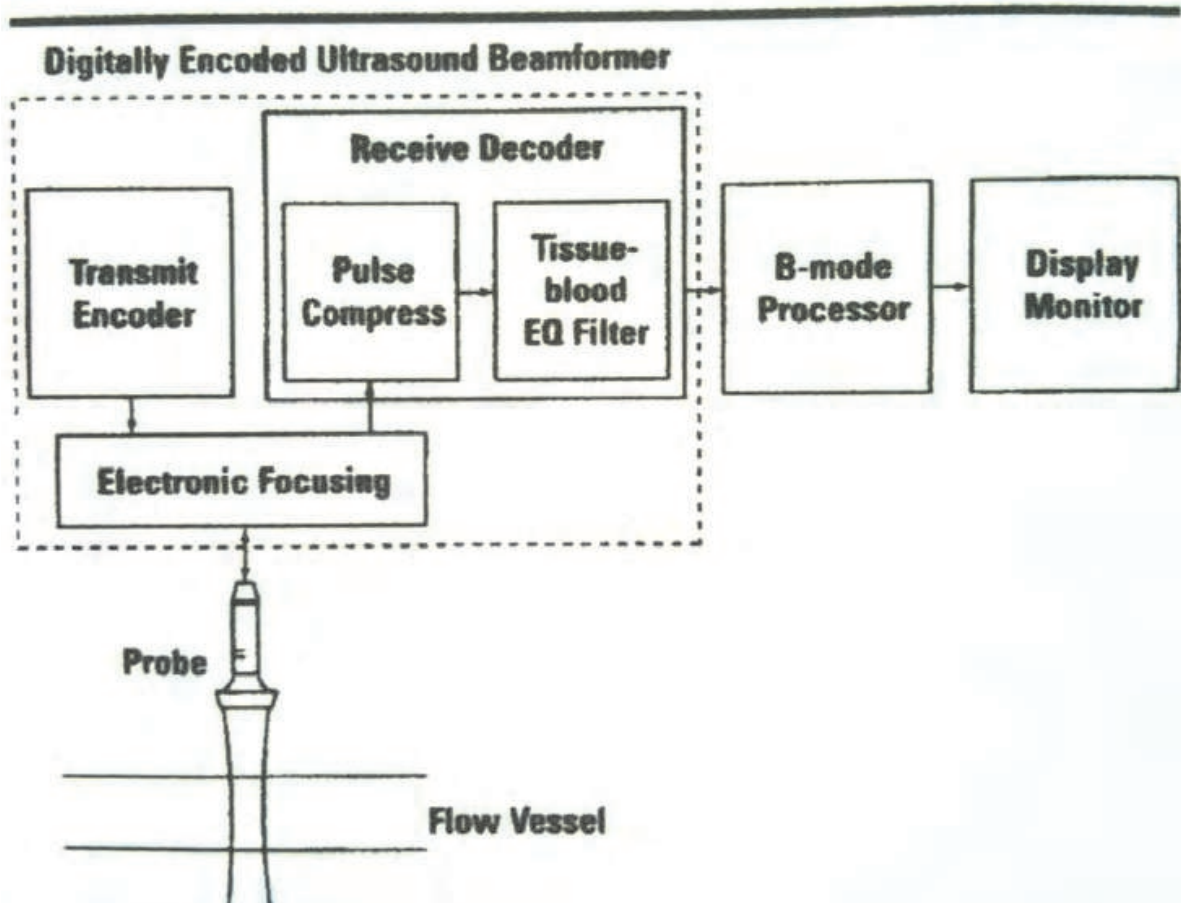 Digitally Encoded Ultrasound Beamformer
Receive Decoder
Transmit
Encoder
Pulse
Compress
Tissue-
blood
EQ Filter
B-mode
Processor
Display
Monitor
Electronic Focusing
Probe
Flow Vessel